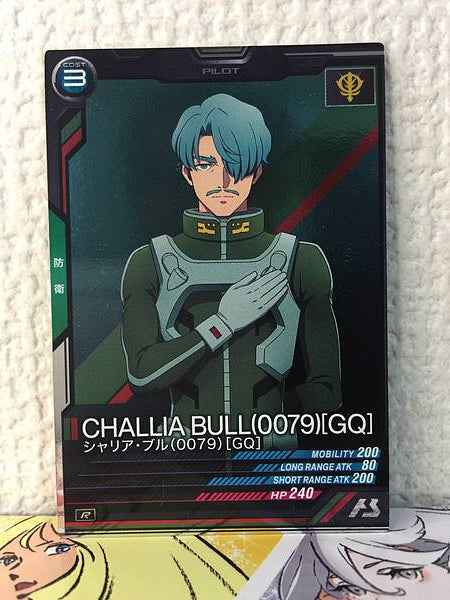 COST
3
PILOT
防衛
CHALLIA BULL(0079)[GQ]
シャリア・ブル(0079)[GQ]
MOBILITY 200
LONG RANGE ATK 80
SHORT RANGE ATK 200
HP 240
R